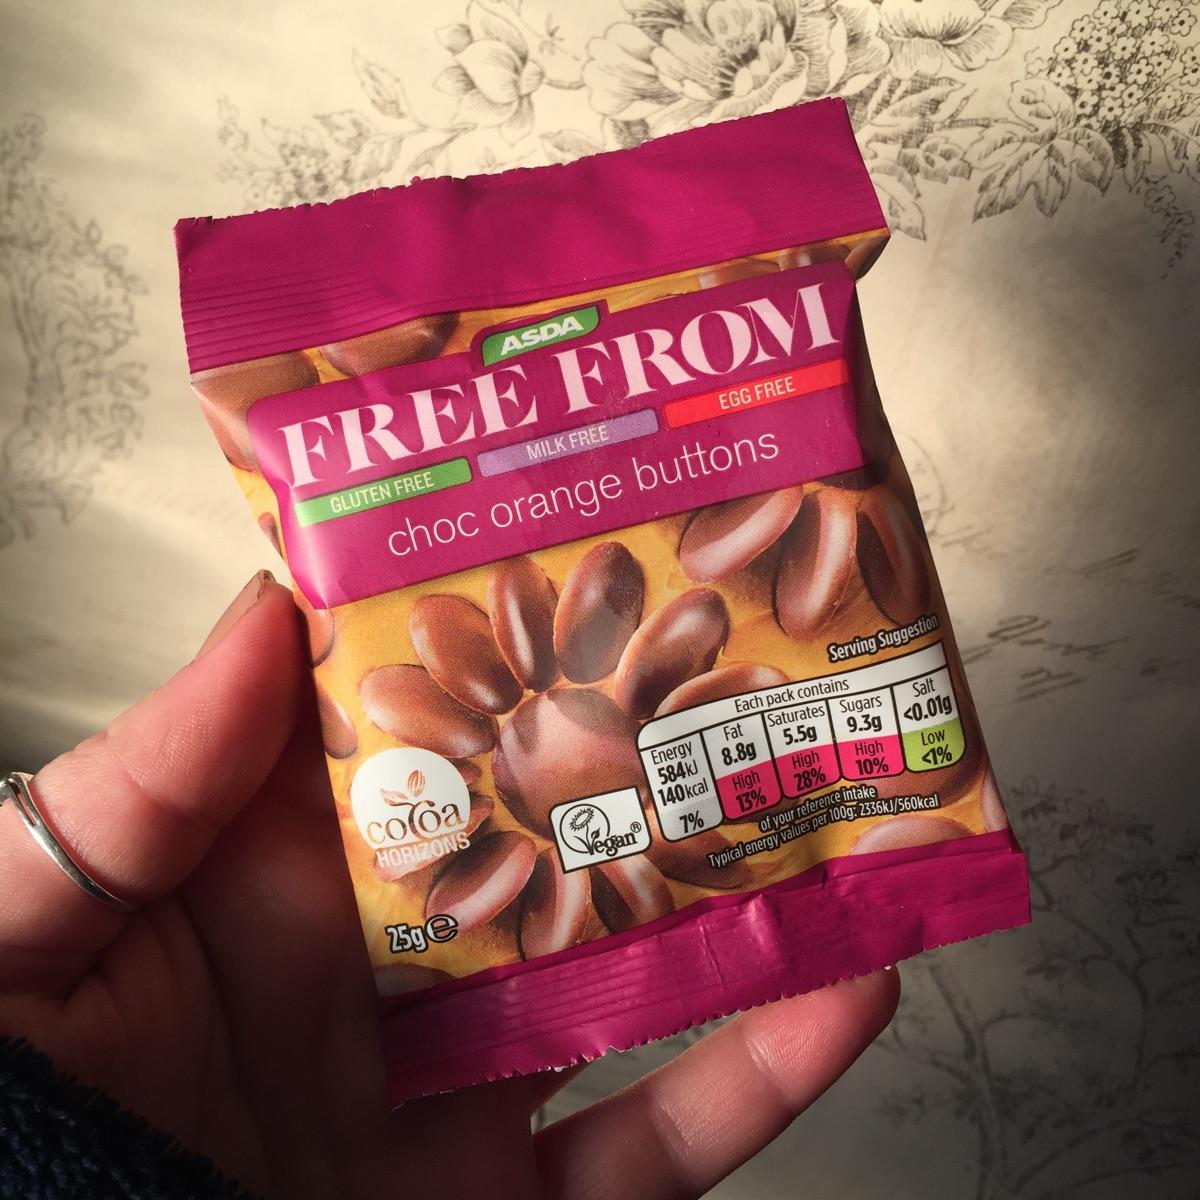 ASDA
FREE FROM
GLUTEN FREE
MILK FREE
EGG FREE
choc orange buttons
Serving Suggestion
Each pack contains
Energy
584kJ
140kcal
7%
Fat
8.8g
High
13%
Saturates
5.5g
High
28%
Sugars
9.3g
High
10%
Salt
<0.01g
Low
<1%
of your reference intake
Typical energy values per 100g: 2336kJ/560kcal
cocoa
HORIZONS
Vegan®
25g℮